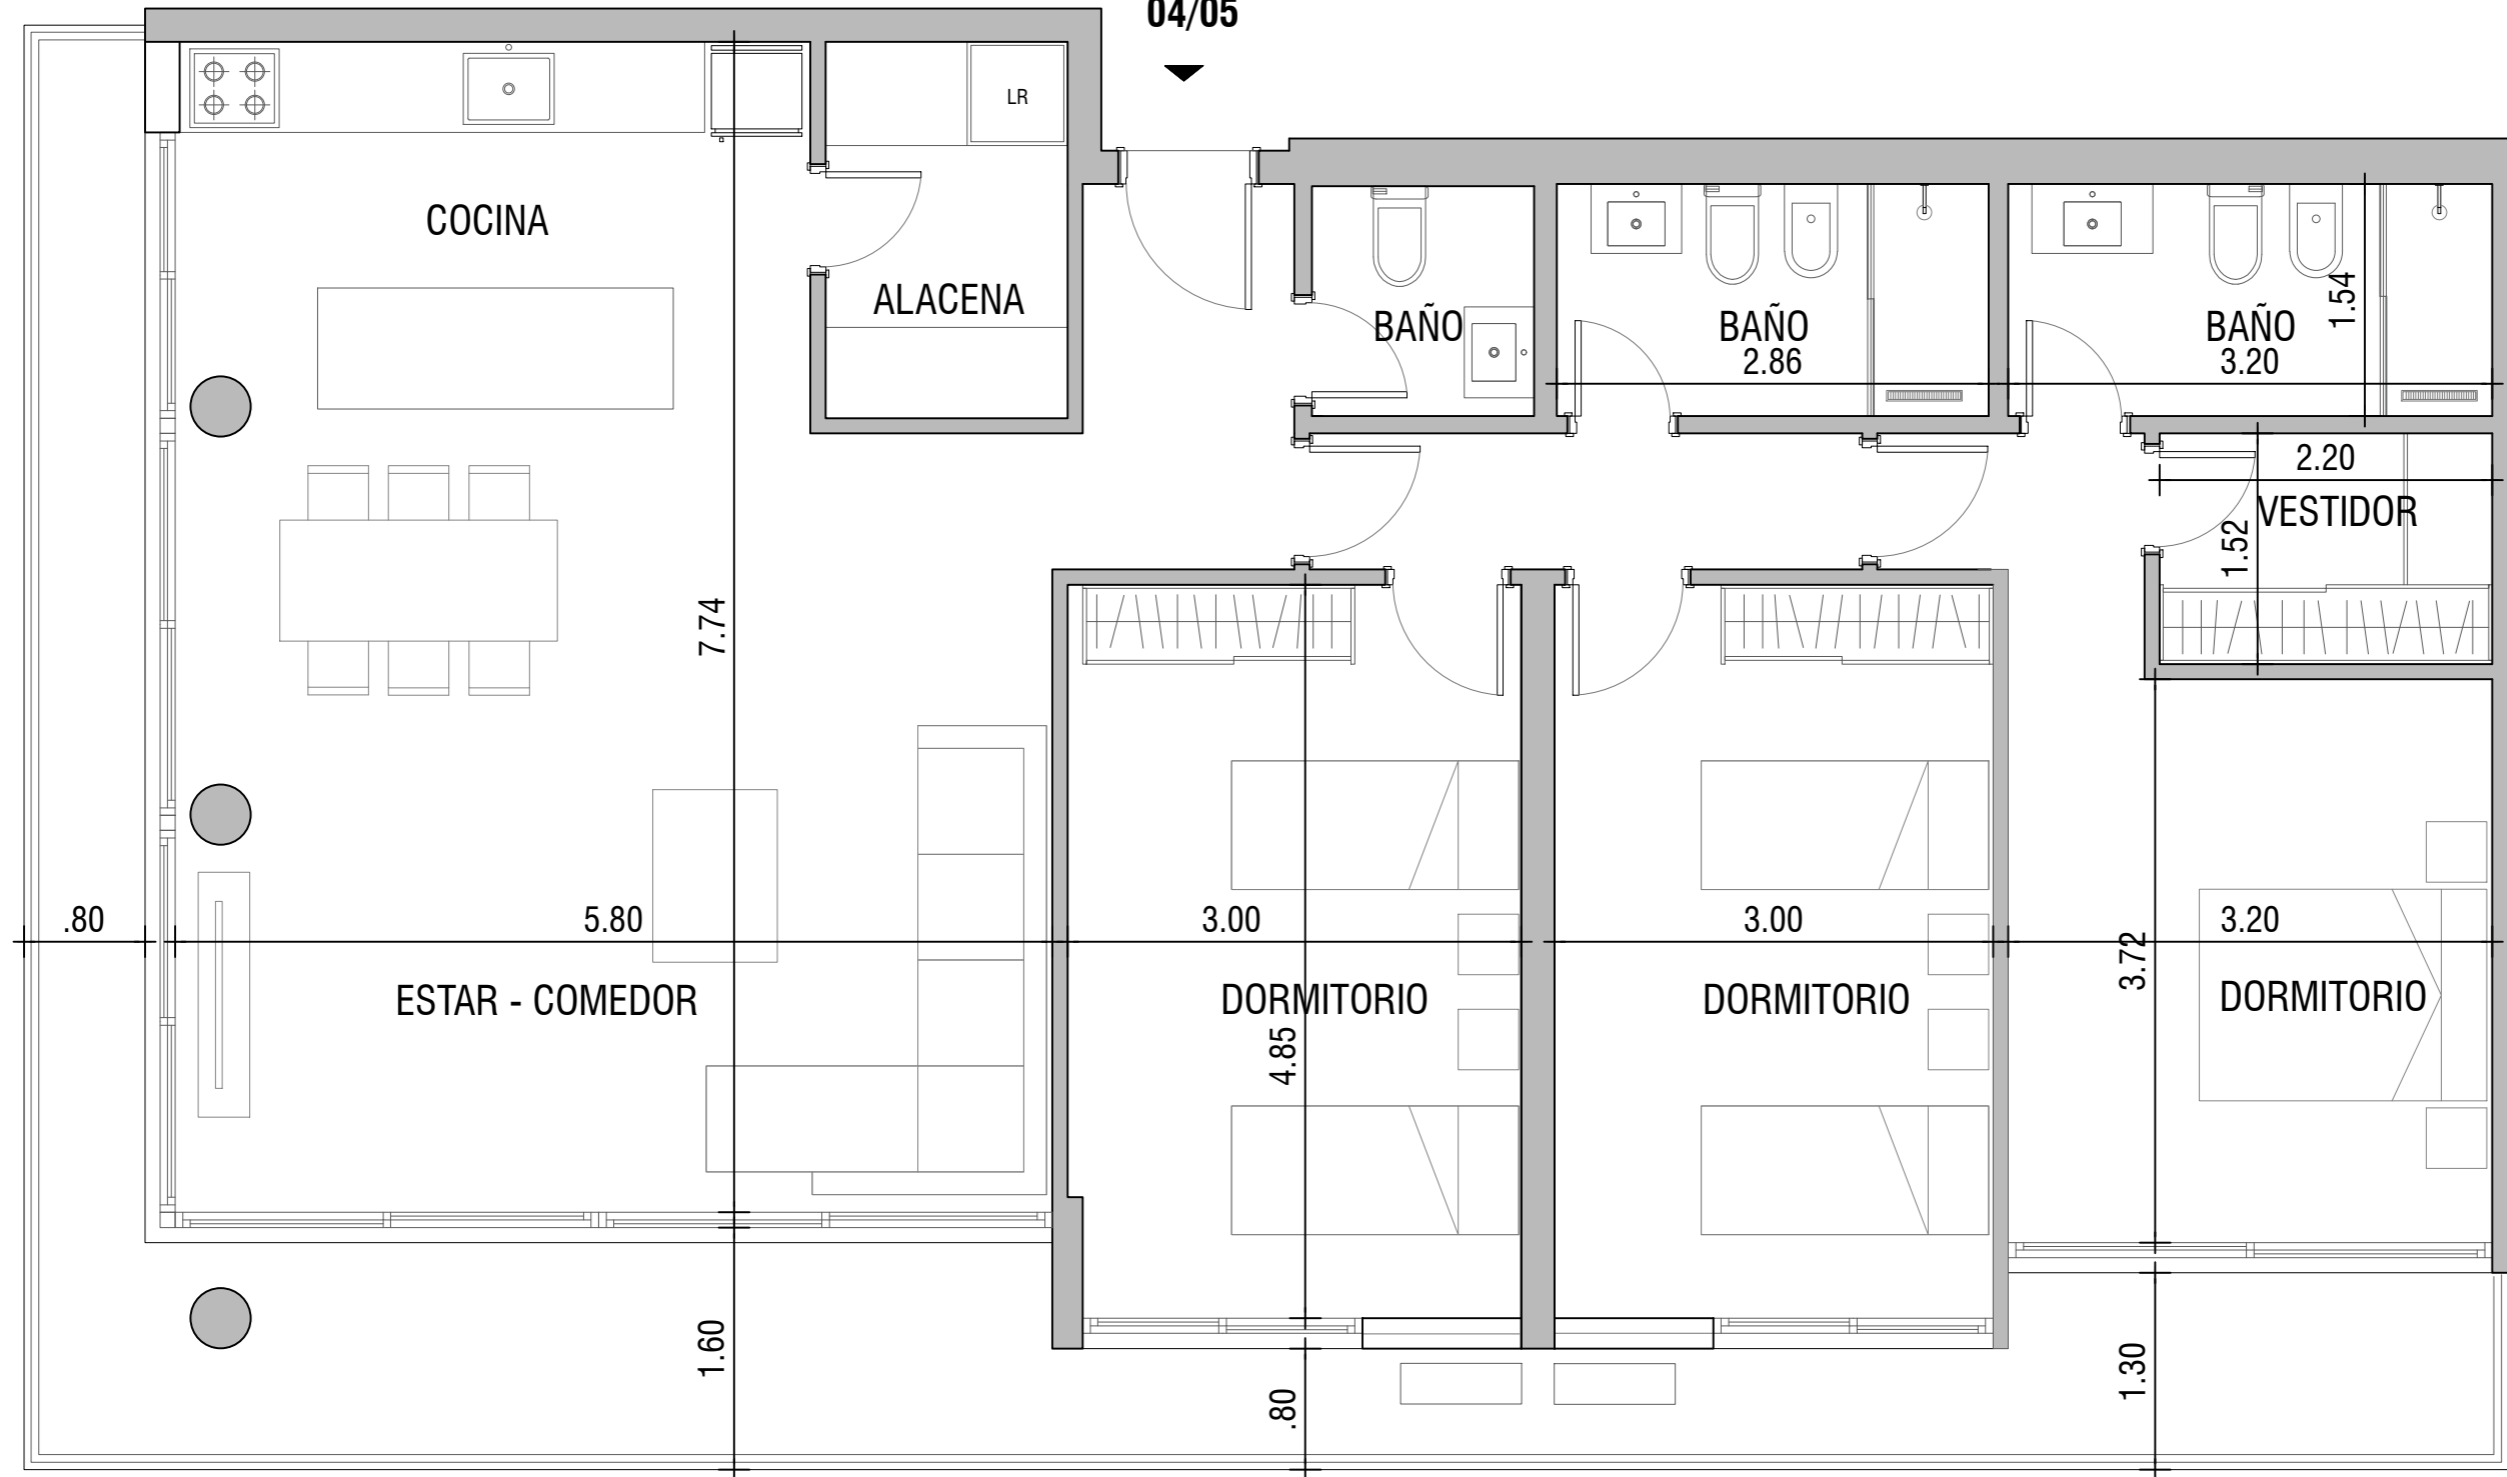 04/05
LR
COCINA
ALACENA
BAÑO
BAÑO
2.86
BAÑO
3.20
1.54
2.20
VESTIDOR
1.52
7.74
.80
5.80
3.00
3.00
3.20
3.72
ESTAR - COMEDOR
DORMITORIO
4.85
DORMITORIO
DORMITORIO
1.60
.80
1.30